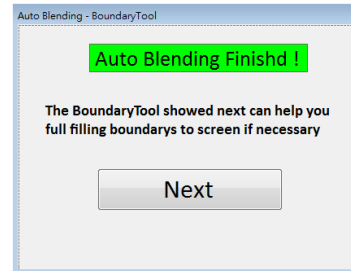 Auto Blending - BoundaryTool
Auto Blending Finishd !
The BoundaryTool showed next can help you
full filling boundarys to screen if necessary
Next